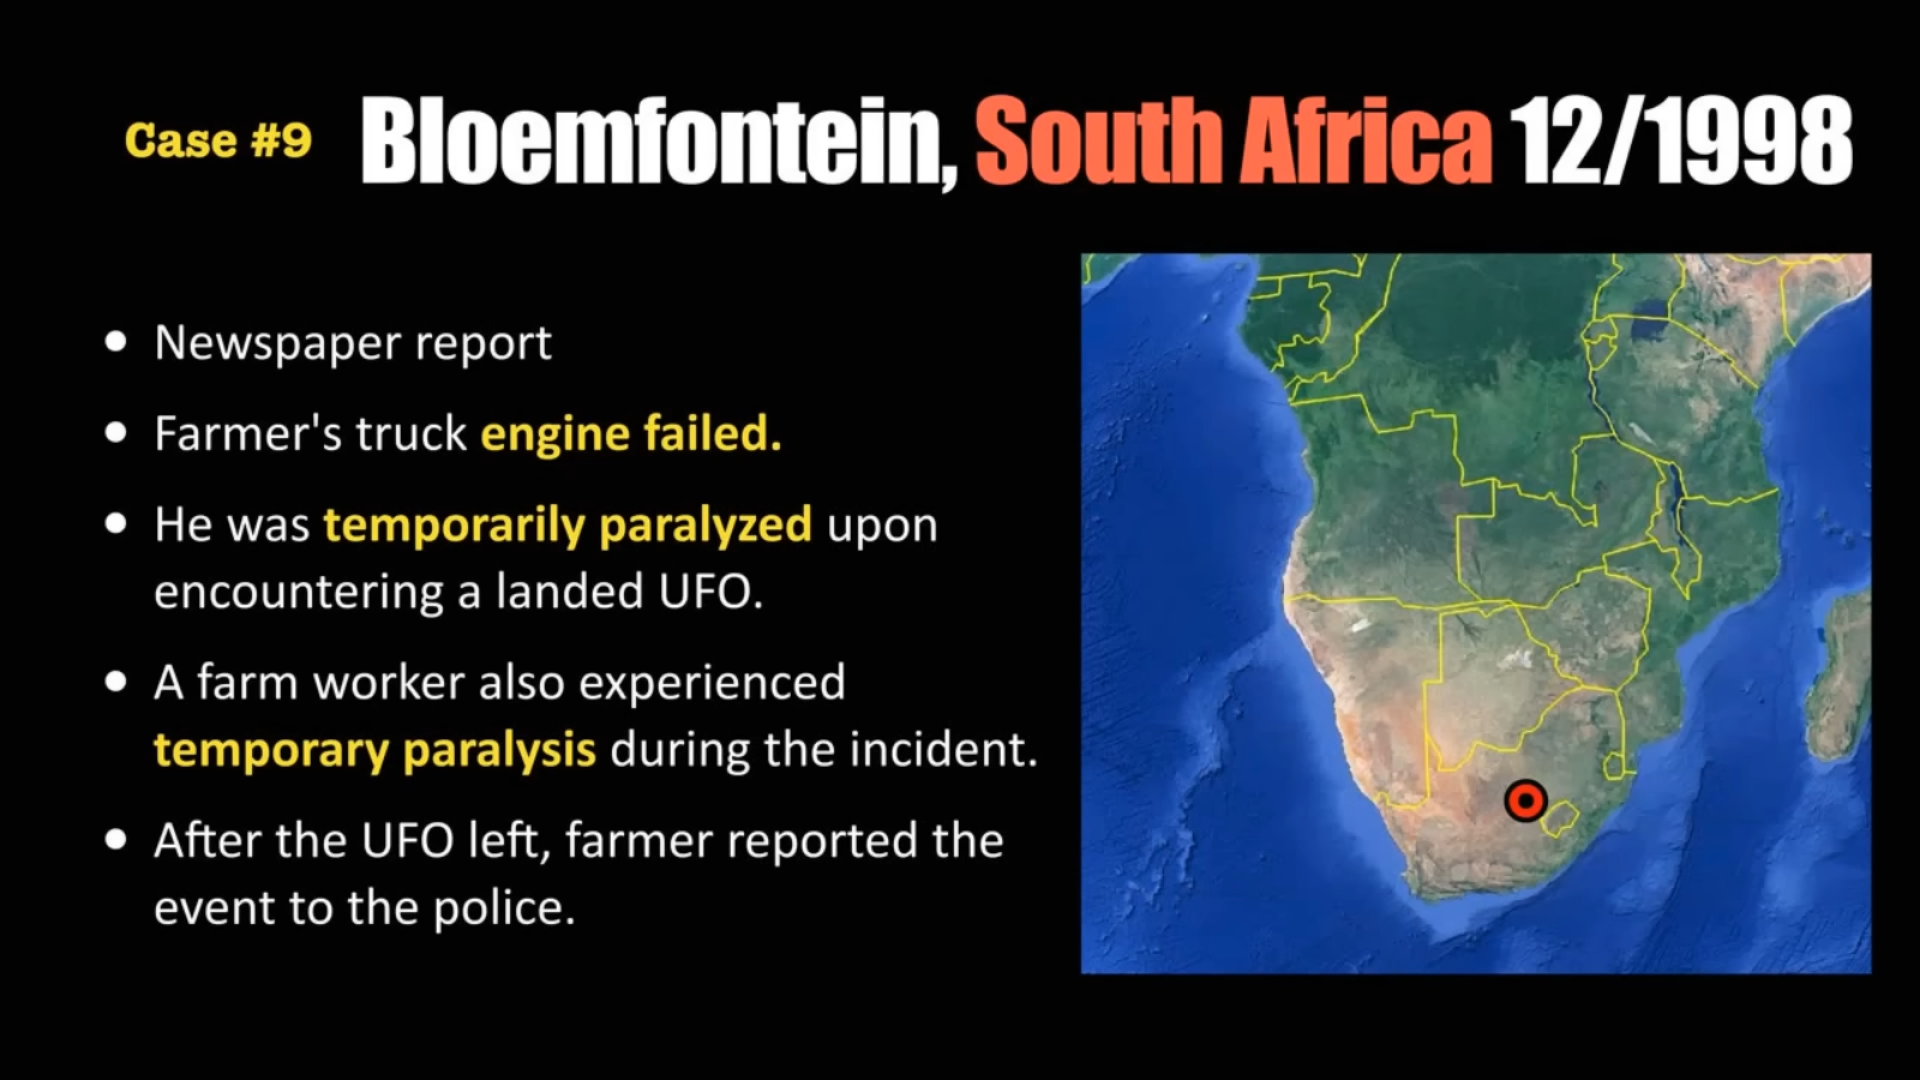 Case #9 Bloemfontein, South Africa 12/1998
• Newspaper report
• Farmer's truck engine failed.
• He was temporarily paralyzed upon
encountering a landed UFO.
• A farm worker also experienced
temporary paralysis during the incident.
• After the UFO left, farmer reported the
event to the police.